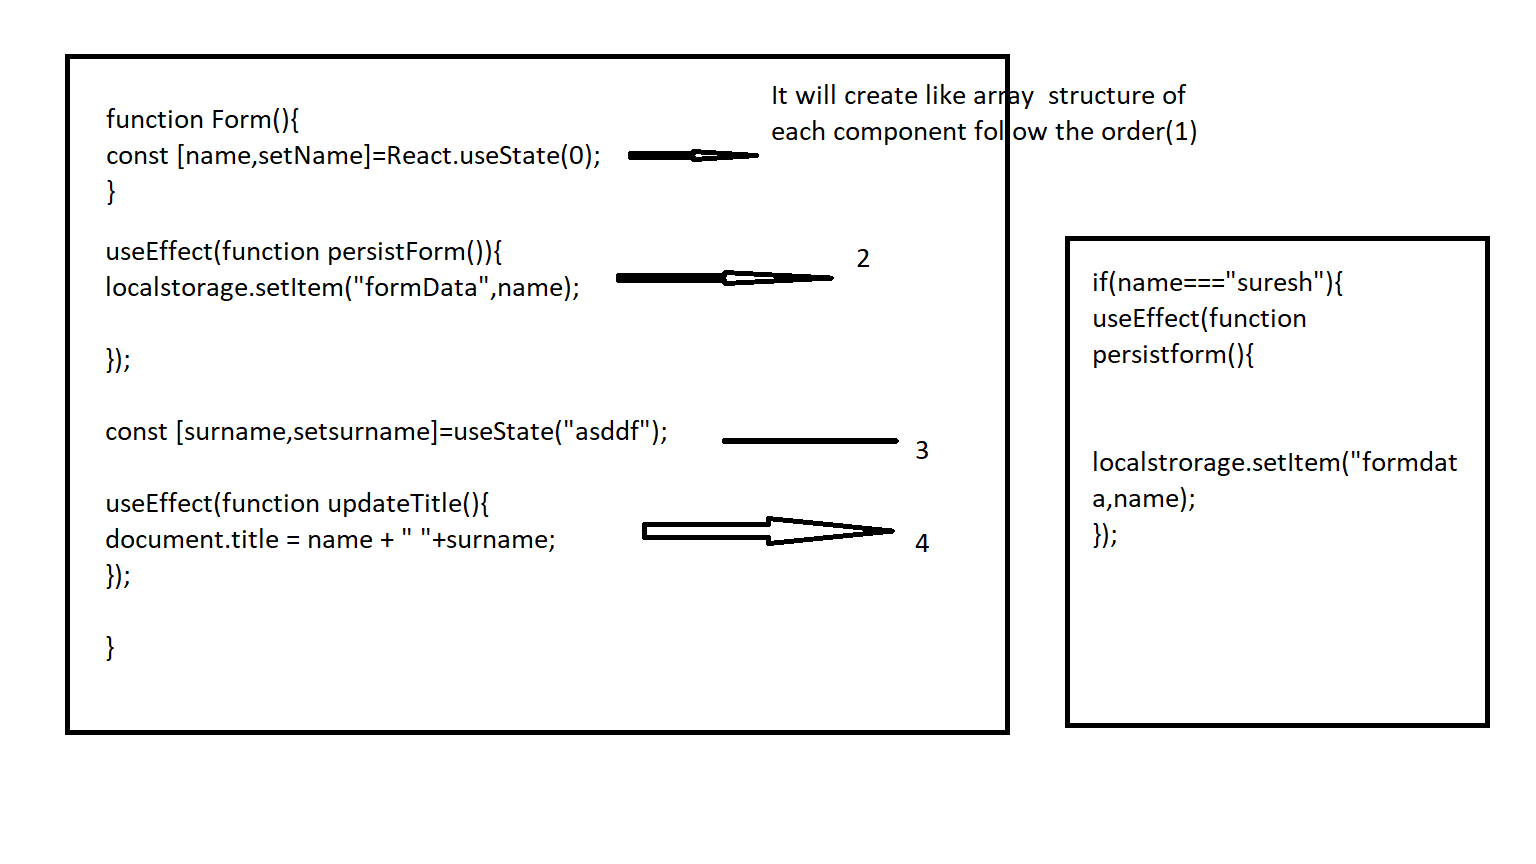 It will create like array structure of
each component follow the order(1)
function Form(){
const [name,setName]=React.useState(0);
}
useEffect(function persistForm()){
localstorage.setItem("formData",name);
2
});
const [surname,setsurname]=useState("asddf");
3
useEffect(function updateTitle(){
document.title = name + " "+surname;
4
});
}
if(name==="suresh"){
useEffect(function
persistform(){
localstrorage.setItem("formdat
a,name);
});